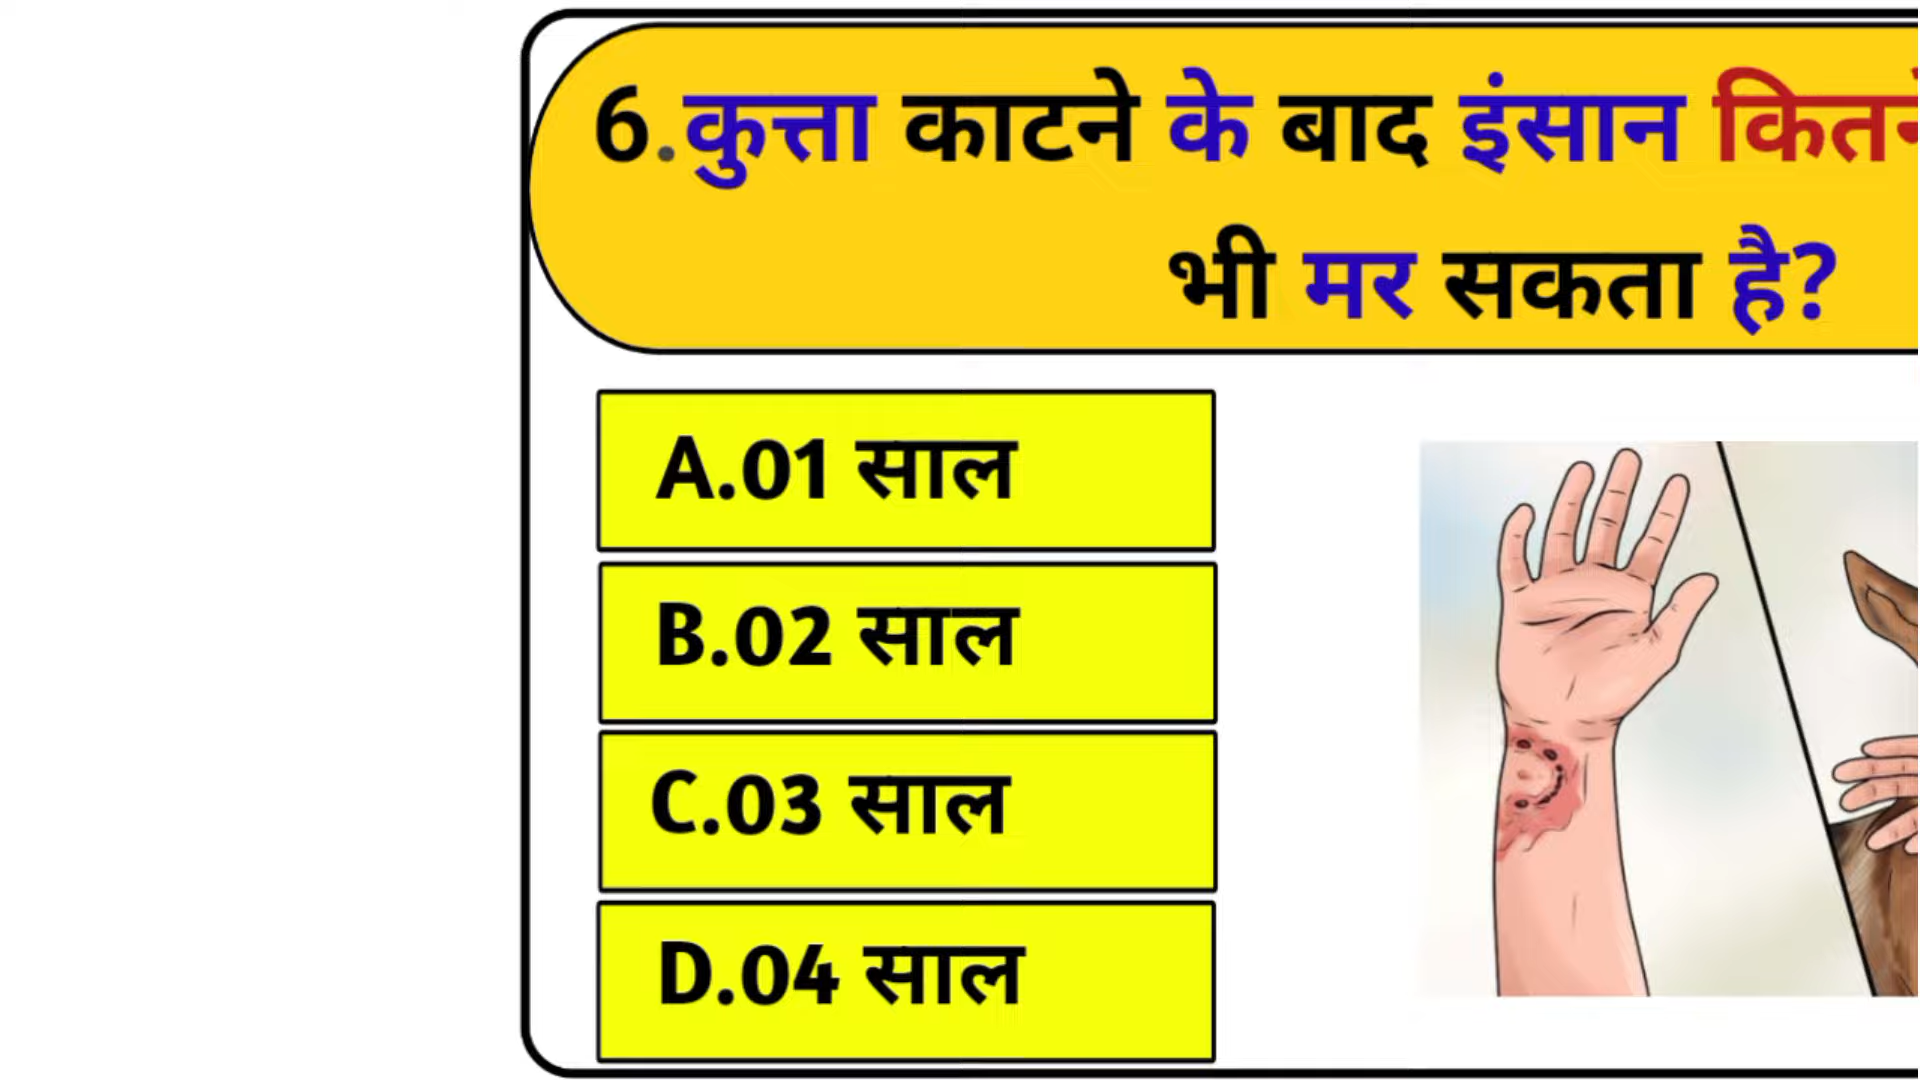 6.कुत्ता काटने के बाद इंसान
भी मर सकता है?
A.01 साल
B.02 साल
C.03 साल
D.04 साल